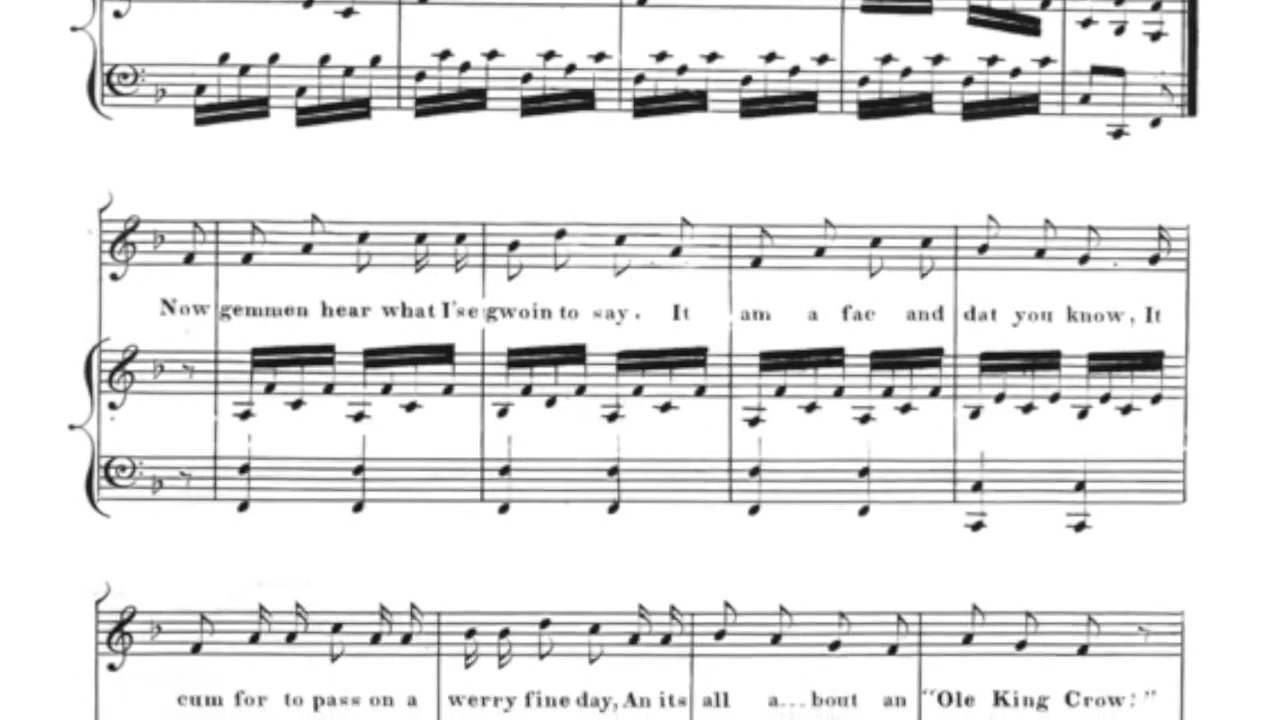 Now gemmen hear what I'se gwoin to say. It am a fac and dat you know, It
cum for to pass on a werry fine day, An its all a... bout an "Ole King Crow:"